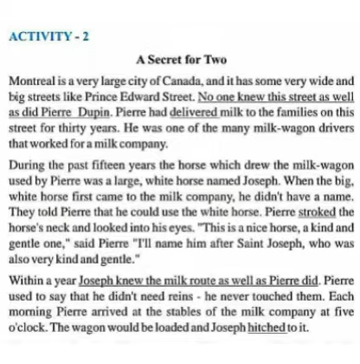 ACTIVITY - 2
A Secret for Two
Montreal is a very large city of Canada, and it has some very wide and
big streets like Prince Edward Street. No one knew this street as well
as did Pierre Dupin. Pierre had delivered milk to the families on this
street for thirty years. He was one of the many milk-wagon drivers
that worked for a milk company.
During the past fifteen years the horse which drew the milk-wagon
used by Pierre was a large, white horse named Joseph. When the big,
white horse first came to the milk company, he didn't have a name.
They told Pierre that he could use the white horse. Pierre stroked the
horse's neck and looked into his eyes. "This is a nice horse, a kind and
gentle one," said Pierre "I'll name him after Saint Joseph, who was
also very kind and gentle."
Within a year Joseph knew the milk route as well as Pierre did. Pierre
used to say that he didn't need reins - he never touched them. Each
morning Pierre arrived at the stables of the milk company at five
o'clock. The wagon would be loaded and Joseph hitched to it.